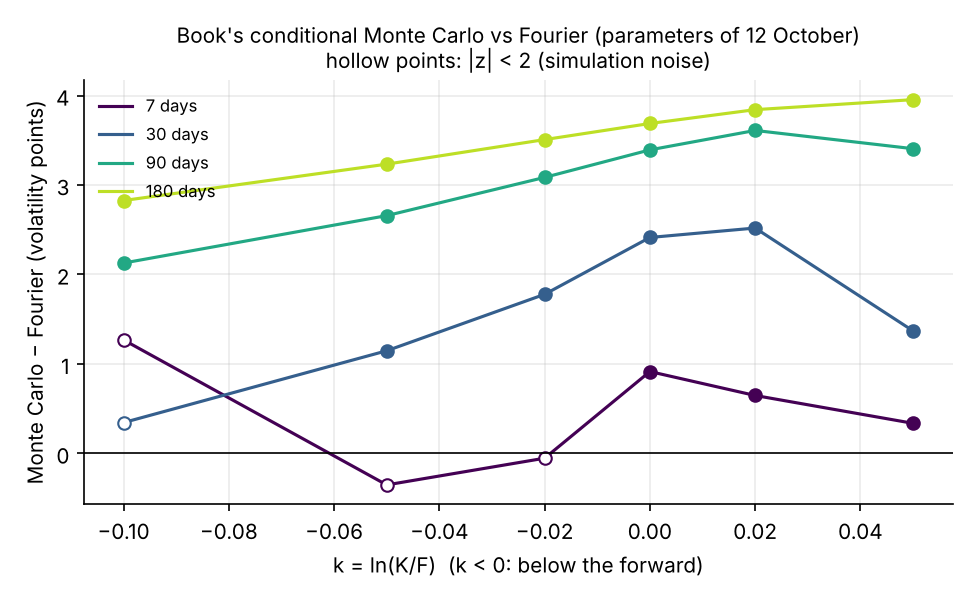 Book's conditional Monte Carlo vs Fourier (parameters of 12 October)
hollow points: |z| < 2 (simulation noise)
Monte Carlo − Fourier (volatility points)
4
3
2
1
0
7 days
30 days
90 days
180 days
−0.10
−0.08
−0.06
−0.04
−0.02
0.00
0.02
0.04
k = ln(K/F)  (k < 0: below the forward)